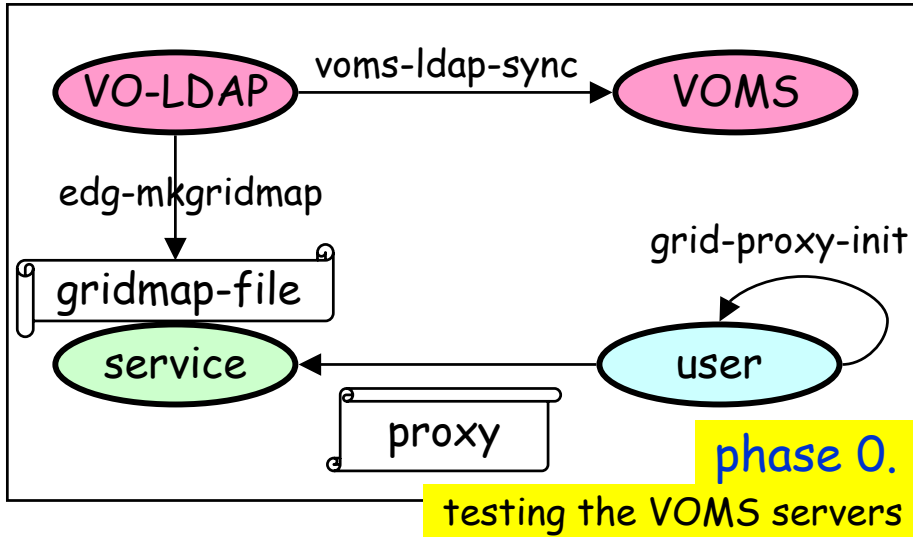 voms-ldap-sync
VO-LDAP
VOMS
edg-mkgridmap
grid-proxy-init
gridmap-file
service
user
proxy
phase 0.
testing the VOMS servers